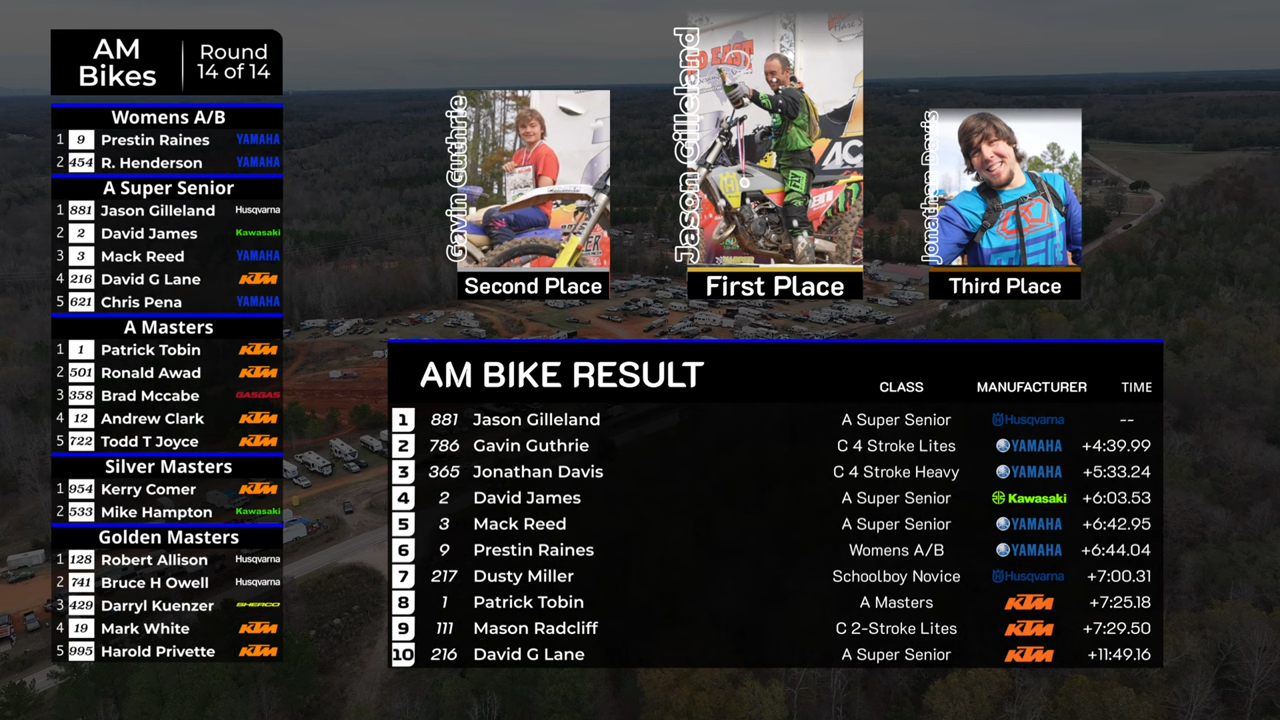 AM
Bikes
Round
14 of 14
Womens A/B
1 9 Prestin Raines YAMAHA
2 454 R. Henderson YAMAHA
A Super Senior
1 881 Jason Gilleland Husqvarna
2 2 David James Kawasaki
3 3 Mack Reed YAMAHA
4 216 David G Lane KTM
5 621 Chris Pena YAMAHA
A Masters
1 1 Patrick Tobin KTM
2 501 Ronald Awad KTM
3 358 Brad Mccabe GASGAS
4 12 Andrew Clark KTM
5 722 Todd T Joyce KTM
Silver Masters
1 954 Kerry Comer KTM
2 533 Mike Hampton Kawasaki
Golden Masters
1 128 Robert Allison Husqvarna
2 741 Bruce H Owell Husqvarna
3 429 Darryl Kuenzer SHERCO
4 19 Mark White KTM
5 995 Harold Privette KTM
Gavin Guthrie
Second Place
Jason Gilleland
EAST
AC
First Place
Jonathan Davis
Third Place
AM BIKE RESULT
CLASS MANUFACTURER TIME
1 881 Jason Gilleland A Super Senior Husqvarna --
2 786 Gavin Guthrie C 4 Stroke Lites YAMAHA +4:39.99
3 365 Jonathan Davis C 4 Stroke Heavy YAMAHA +5:33.24
4 2 David James A Super Senior Kawasaki +6:03.53
5 3 Mack Reed A Super Senior YAMAHA +6:42.95
6 9 Prestin Raines Womens A/B YAMAHA +6:44.04
7 217 Dusty Miller Schoolboy Novice Husqvarna +7:00.31
8 1 Patrick Tobin A Masters KTM +7:25.18
9 111 Mason Radcliff C 2-Stroke Lites KTM +7:29.50
10 216 David G Lane A Super Senior KTM +11:49.16